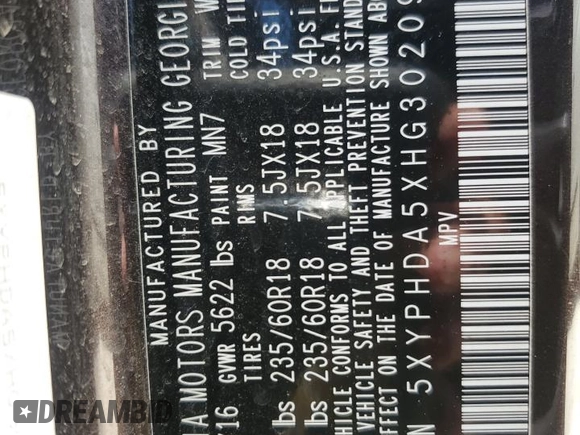 MANUFACTURED BY
IA MOTORS MANUFACTURING GEORGI
/16 GVWR 5622 lbs PAINT MN7 TRIM W
TIRES RIMS COLD TI
lbs 235/60R18 7.5JX18 34psi
lbs 235/60R18 7.5JX18 34psi
HICLE CONFORMS TO ALL APPLICABLE U.S.A. F
VEHICLE SAFETY AND THEFT PREVENTION STAND
EFFECT ON THE DATE OF MANUFACTURE SHOWN AB
N 5XYPHDA5XHG30209
MPV
DREAMBID